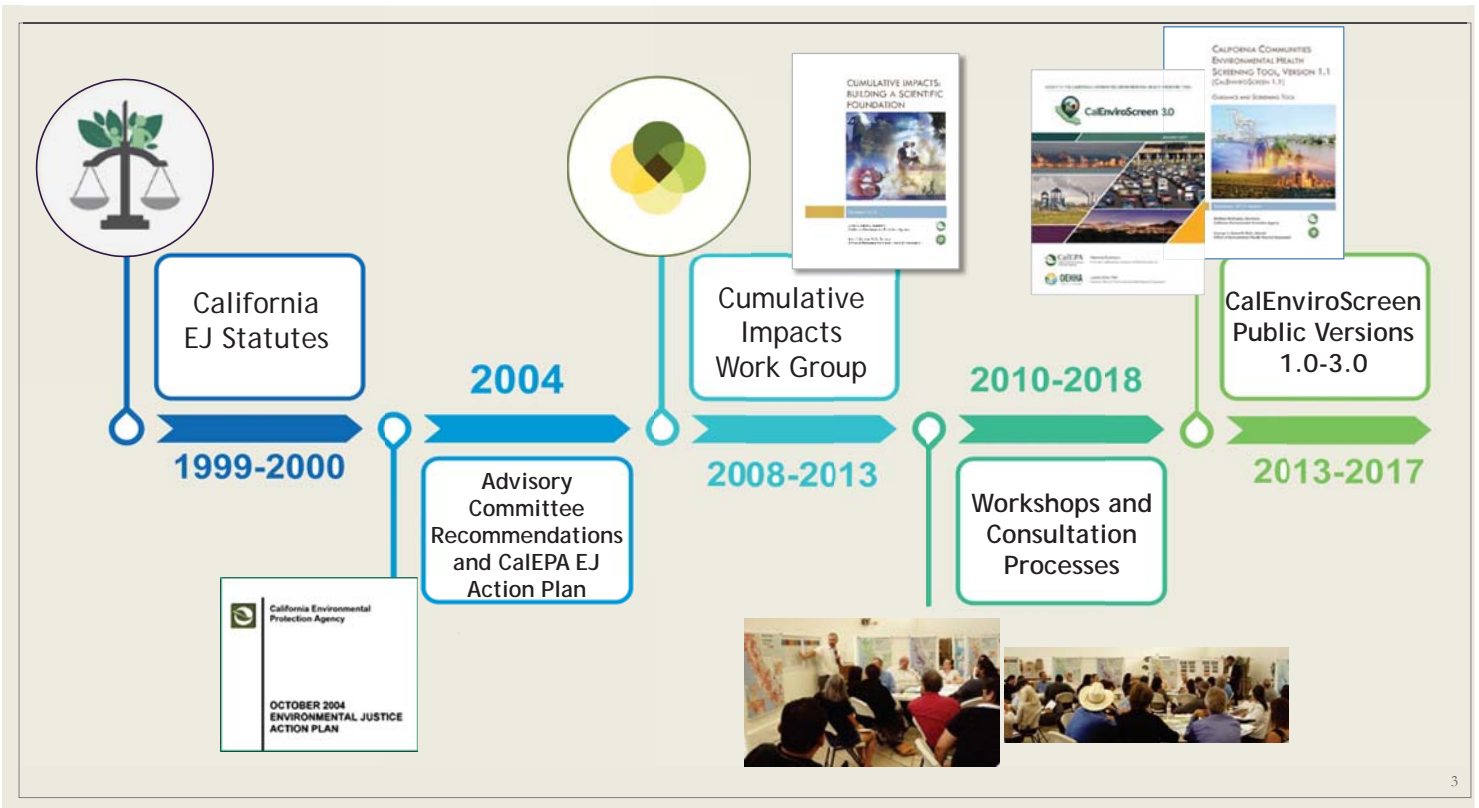 California
EJ Statutes
1999-2000
2004
Advisory
Committee
Recommendations
and CalEPA EJ
Action Plan
California Environmental
Protection Agency
OCTOBER 2004
ENVIRONMENTAL JUSTICE
ACTION PLAN
CUMULATIVE IMPACTS:
BUILDING A SCIENTIFIC
FOUNDATION
Cumulative
Impacts
Work Group
2008-2013
2010-2018
Workshops and
Consultation
Processes
CalEnviroScreen 3.0
CalEPA
OEHHA
CALIFORNIA COMMUNITIES
ENVIRONMENTAL HEALTH
SCREENING TOOL, VERSION 1.1
(CALENVIROSCREEN 1.1)
GUIDANCE AND SCREENING TOOL
CalEnviroScreen
Public Versions
1.0-3.0
2013-2017
3